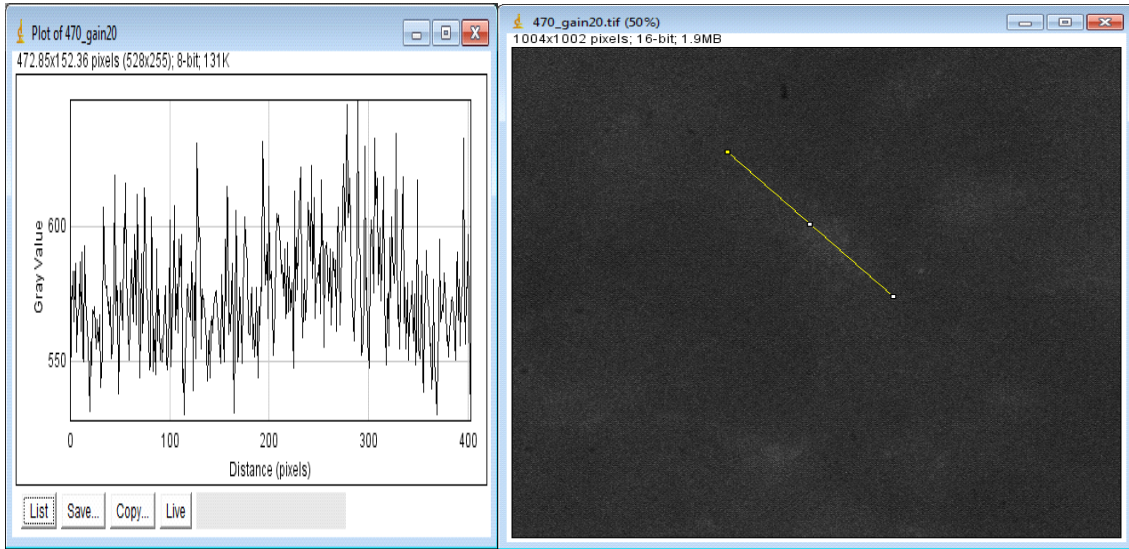 Plot of 470_gain20
472.85x152.36 pixels (528x255); 8-bit; 131K
600
550
Gray Value
0 100 200 300 400
Distance (pixels)
List Save... Copy... Live
470_gain20.tif (50%)
1004x1002 pixels; 16-bit; 1.9MB